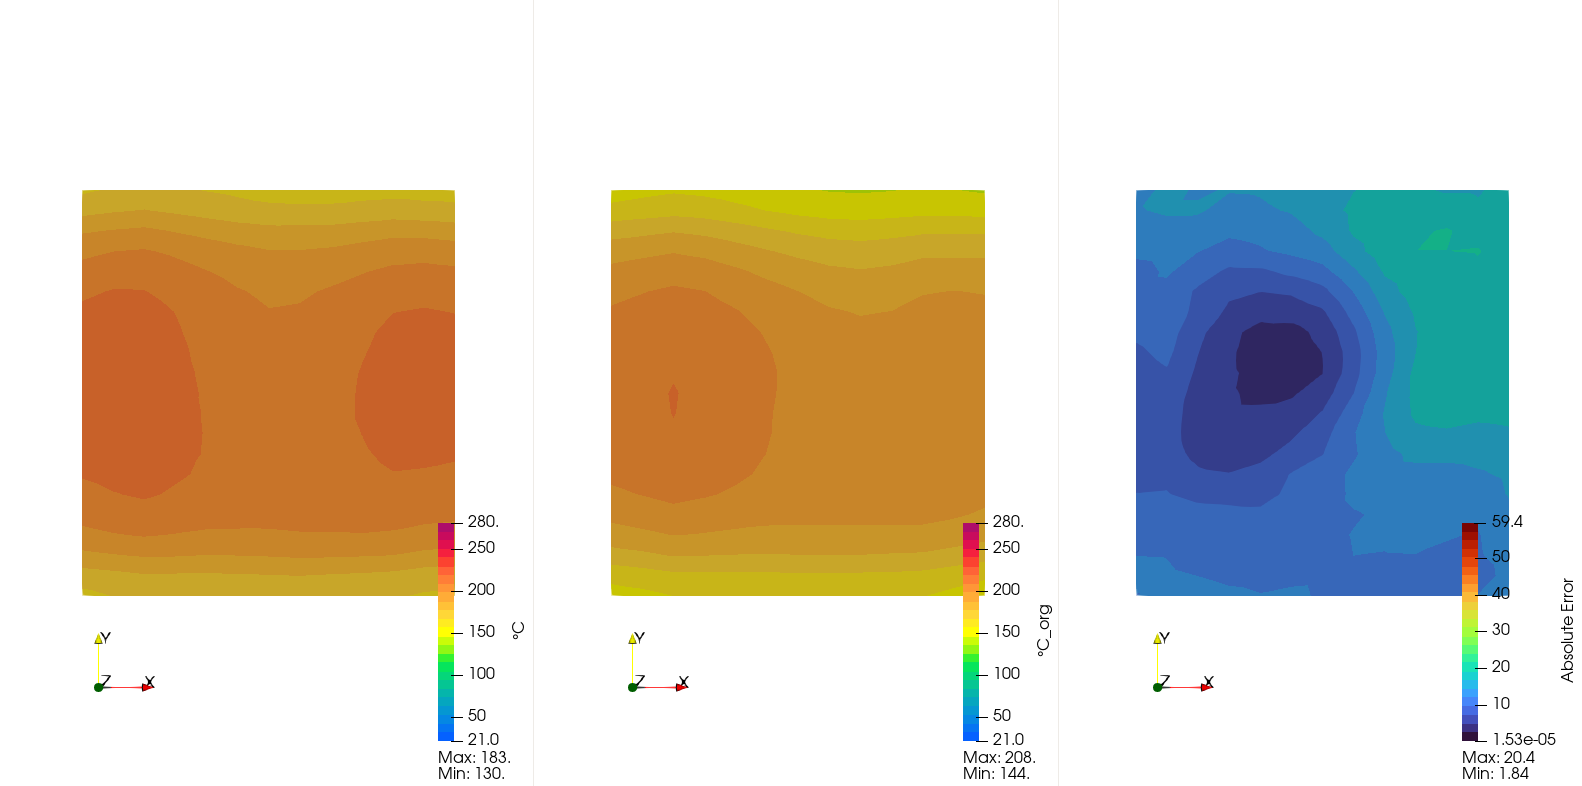 280.
250
200
150
100
50
21.0
°C
Max: 183.
Min: 130.
Y
Z
X
280.
250
200
150
100
50
21.0
°C_org
Max: 208.
Min: 144.
Y
Z
X
59.4
50
40
30
20
10
1.53e-05
Absolute Error
Max: 20.4
Min: 1.84
Y
Z
X